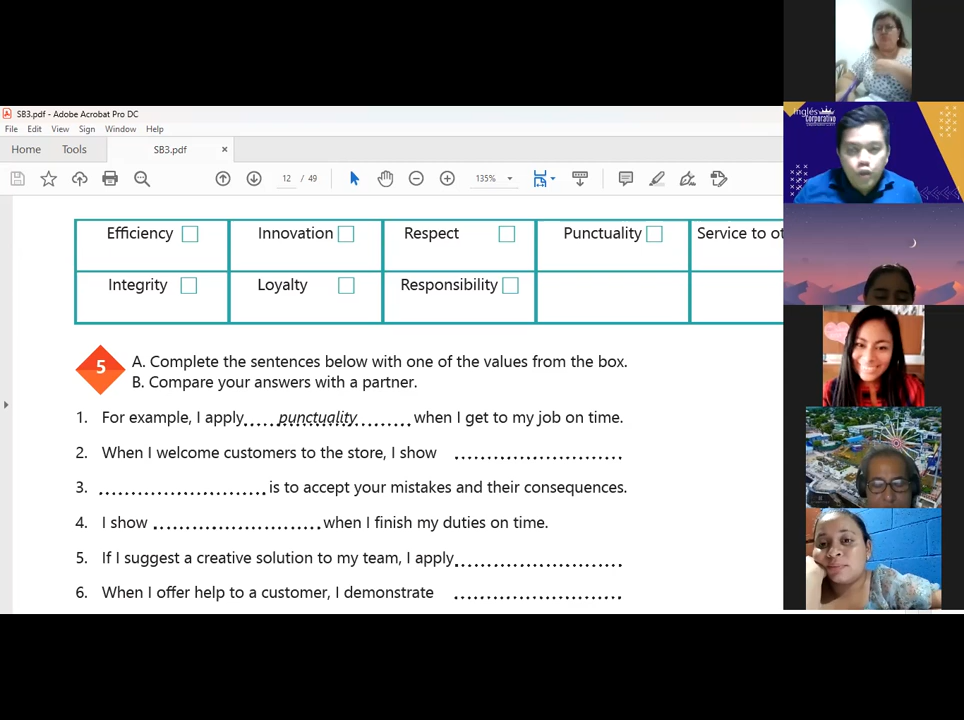 SB3.pdf - Adobe Acrobat Pro DC
File Edit View Sign Window Help
Home Tools SB3.pdf ×
12 / 49 135%
Efficiency Innovation Respect Punctuality Service to ot
Integrity Loyalty Responsibility
5 A. Complete the sentences below with one of the values from the box.
B. Compare your answers with a partner.
1. For example, I apply punctuality when I get to my job on time.
2. When I welcome customers to the store, I show
3. is to accept your mistakes and their consequences.
4. I show when I finish my duties on time.
5. If I suggest a creative solution to my team, I apply
6. When I offer help to a customer, I demonstrate
Inglés
Corporativo